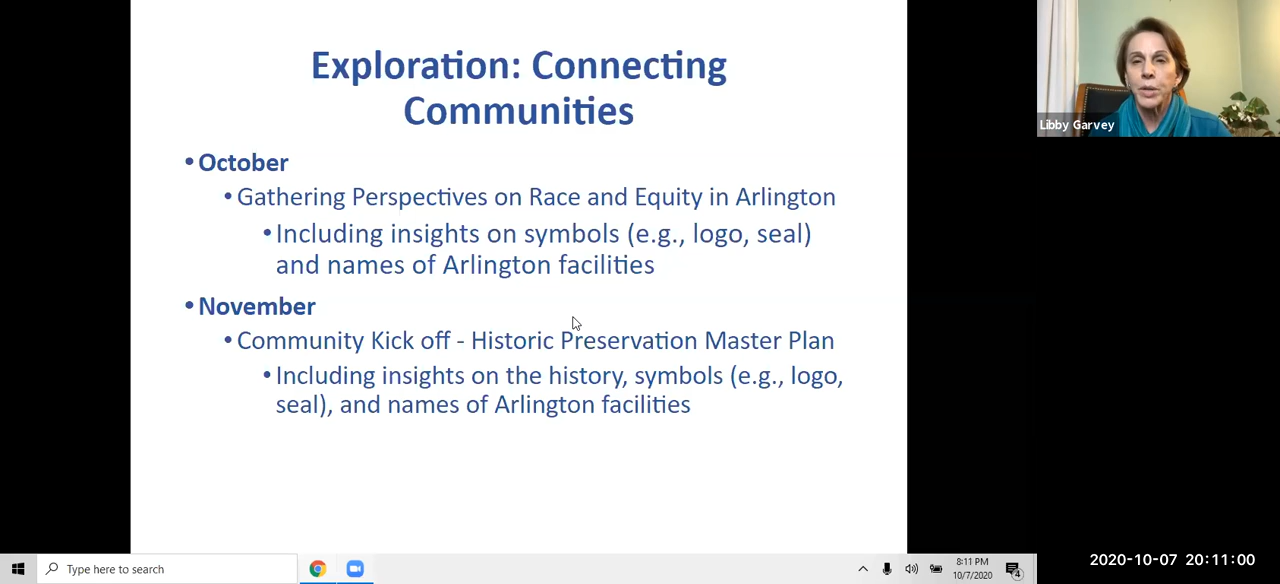 Exploration: Connecting
Communities
• October
• Gathering Perspectives on Race and Equity in Arlington
• Including insights on symbols (e.g., logo, seal)
and names of Arlington facilities
• November
• Community Kick off - Historic Preservation Master Plan
• Including insights on the history, symbols (e.g., logo,
seal), and names of Arlington facilities
Libby Garvey
Type here to search
8:11 PM
10/7/2020
4
2020-10-07 20:11:00